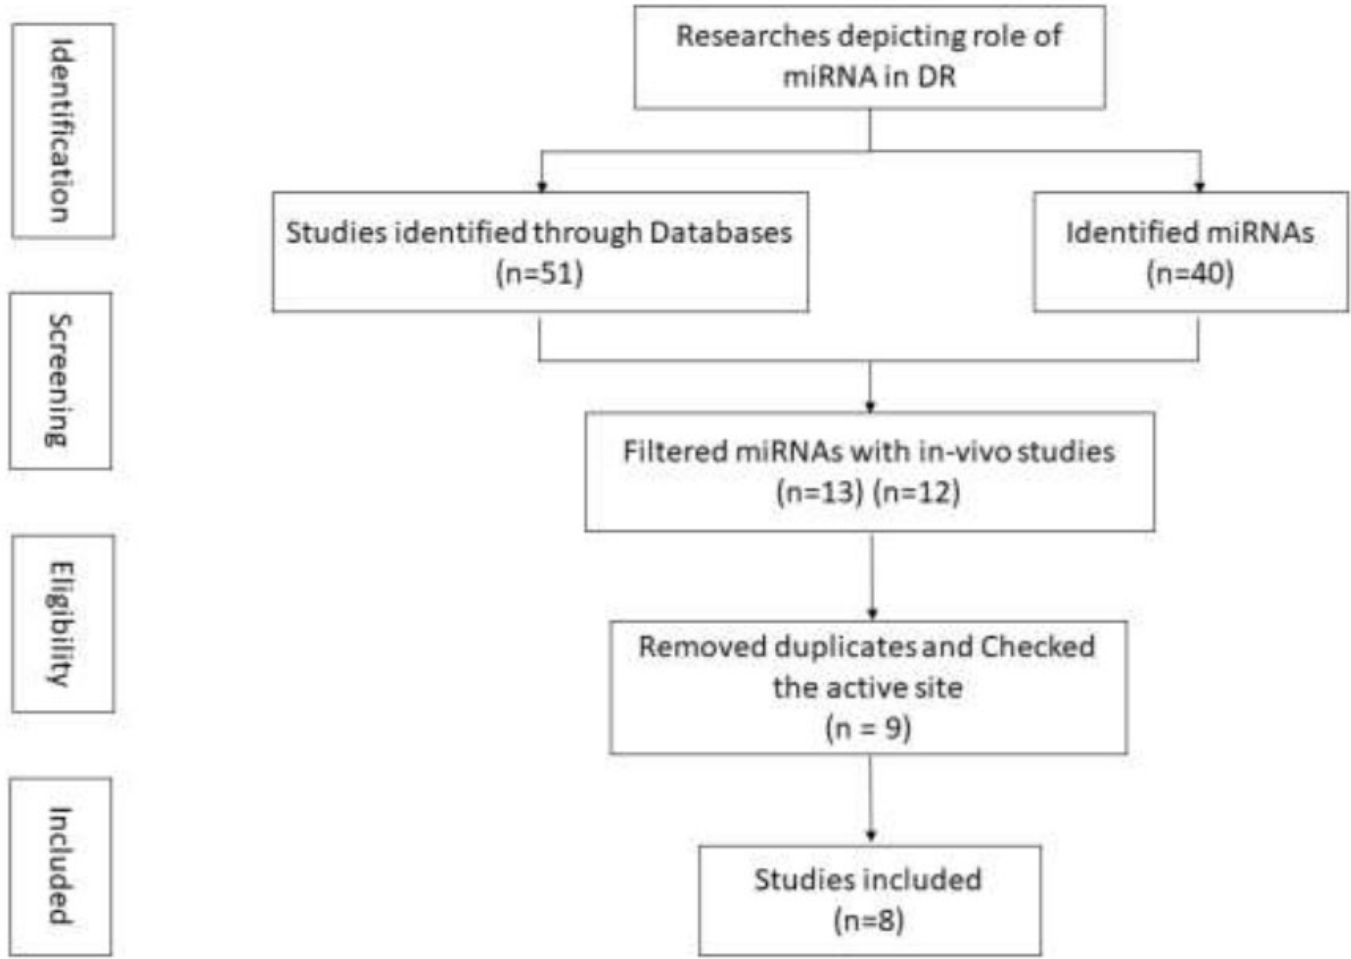 Identification
Researches depicting role of
miRNA in DR
Studies identified through Databases
(n=51)
Identified miRNAs
(n=40)
Screening
Filtered miRNAs with in-vivo studies
(n=13) (n=12)
Eligibility
Removed duplicates and Checked
the active site
(n = 9)
Included
Studies included
(n=8)